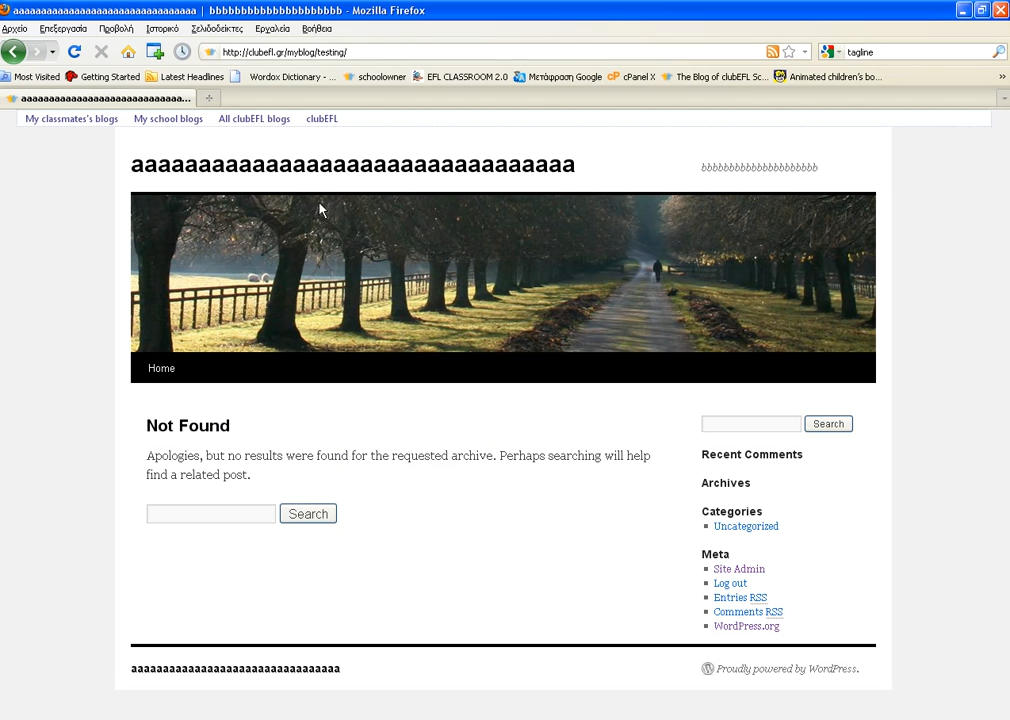 aaaaaaaaaaaaaaaaaaaaaaaaaaaaaaaaa | bbbbbbbbbbbbbbbbbbbbb - Mozilla Firefox
Αρχείο Επεξεργασία Προβολή Ιστορικό Σελιδοδείκτες Εργαλεία Βοήθεια
http://clubefl.gr/myblog/testing/ tagline
Most Visited Getting Started Latest Headlines Wordox Dictionary - ... schoolowner EFL CLASSROOM 2.0 Μετάφραση Google cPanel X The Blog of clubEFL Sc... Animated children's bo... »
aaaaaaaaaaaaaaaaaaaaaaaaaaaaaa...
My classmates's blogs My school blogs All clubEFL blogs clubEFL
aaaaaaaaaaaaaaaaaaaaaaaaaaaaaaaaa
bbbbbbbbbbbbbbbbbbbbb
Home
Not Found
Apologies, but no results were found for the requested archive. Perhaps searching will help
find a related post.
Search
Search
Recent Comments
Archives
Categories
Uncategorized
Meta
Site Admin
Log out
Entries RSS
Comments RSS
WordPress.org
aaaaaaaaaaaaaaaaaaaaaaaaaaaaaaaaa
Proudly powered by WordPress.